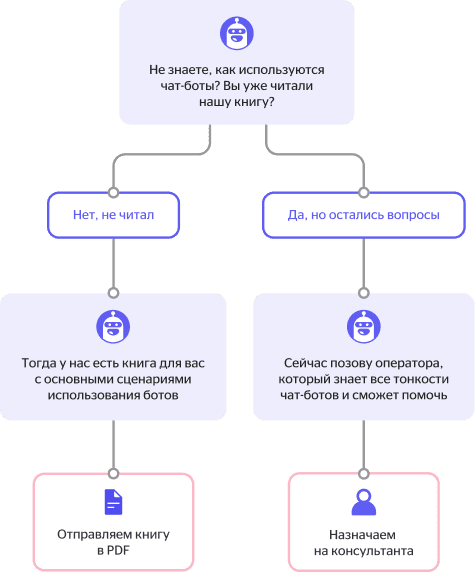 Не знаете, как используются
чат-боты? Вы уже читали
нашу книгу?
Нет, не читал
Да, но остались вопросы
Тогда у нас есть книга для вас
с основными сценариями
использования ботов
Сейчас позову оператора,
который знает все тонкости
чат-ботов и сможет помочь
Отправляем книгу
в PDF
Назначаем
на консультанта